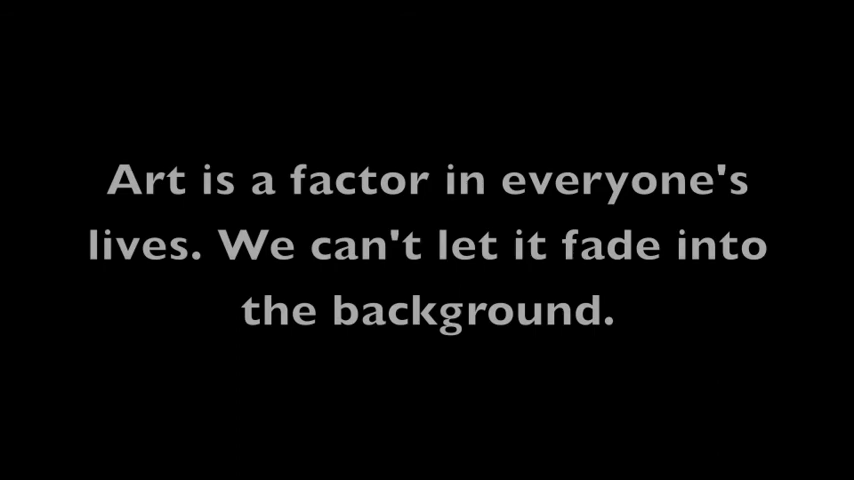 Art is a factor in everyone's
lives. We can't let it fade into
the background.